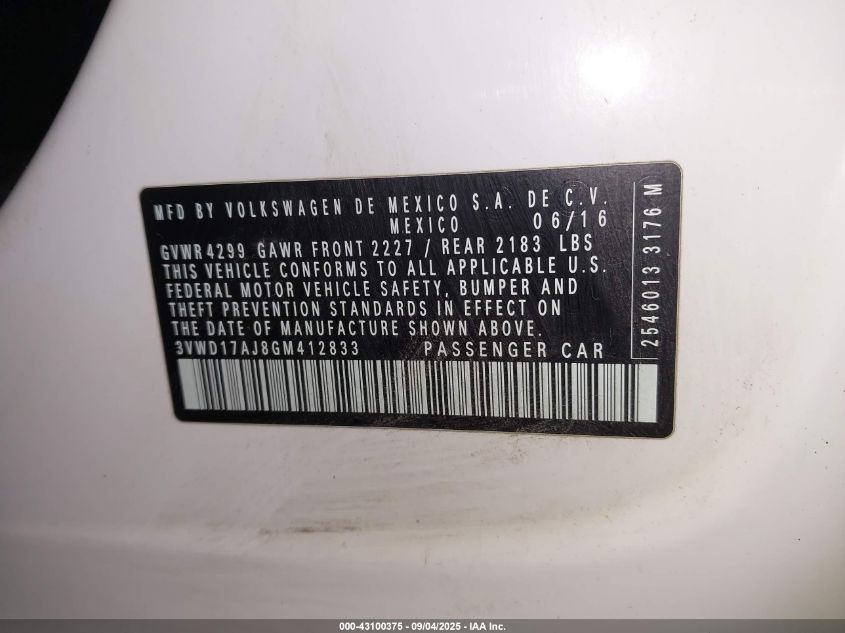 MFD BY VOLKSWAGEN DE MEXICO S.A. DE C.V.
MEXICO 06/16
GVWR 4299 GAWR FRONT 2227 / REAR 2183 LBS
THIS VEHICLE CONFORMS TO ALL APPLICABLE U.S.
FEDERAL MOTOR VEHICLE SAFETY, BUMPER AND
THEFT PREVENTION STANDARDS IN EFFECT ON
THE DATE OF MANUFACTURE SHOWN ABOVE.
3VWD17AJ8GM412833 PASSENGER CAR
2546013 3176 M
000-43100375 - 09/04/2025 - IAA Inc.